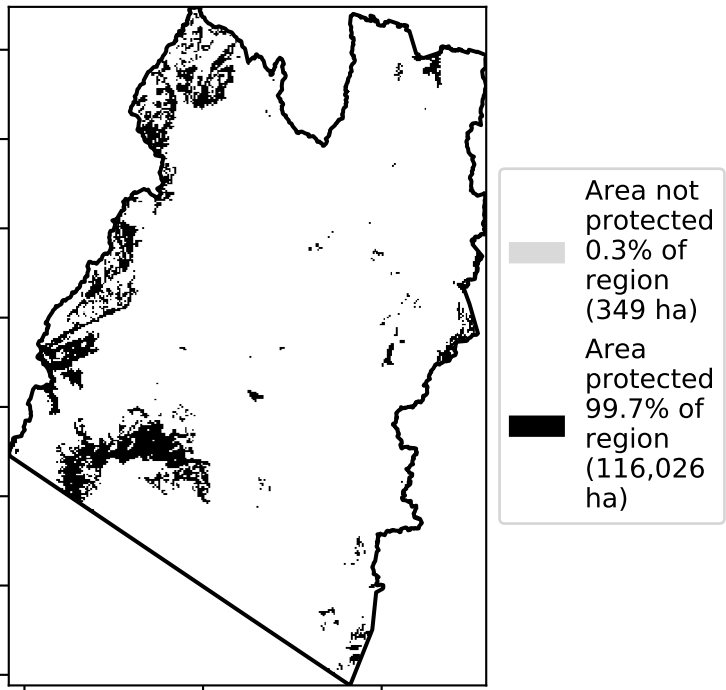 Area not
protected
0.3% of
region
(349 ha)
Area
protected
99.7% of
region
(116,026
ha)